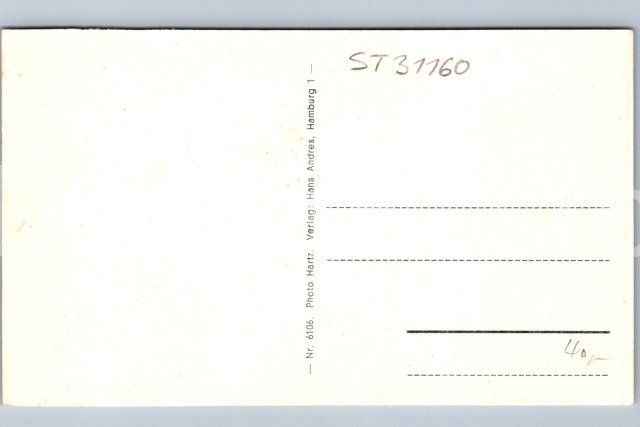 ST31160
— Nr. 6106. Photo Hartz. Verlag: Hans Andres, Hamburg 1 —
40,-